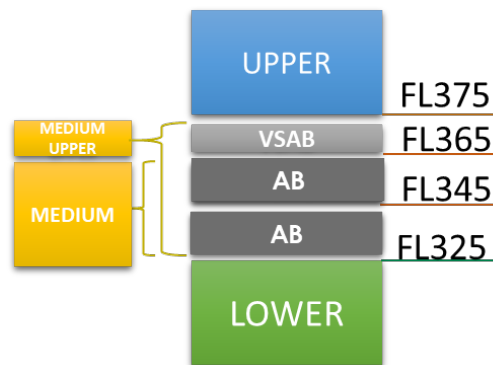 UPPER
FL375
MEDIUM
UPPER
VSAB
FL365
MEDIUM
AB
FL345
AB
FL325
LOWER